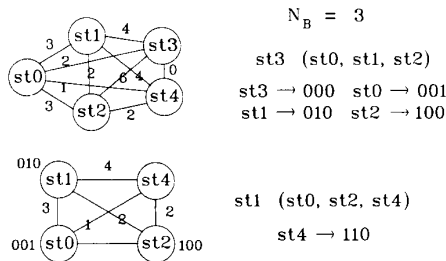 N_B = 3
st1
4
st3
3
2
st3 (st0, st1, st2)
st0
2
6
4
0
st3 → 000 st0 → 001
1
st4
3
st2
2
st1 → 010 st2 → 100
010
st1
4
st4
st1 (st0, st2, st4)
3
1
2
2
st4 → 110
001
st0
st2
100